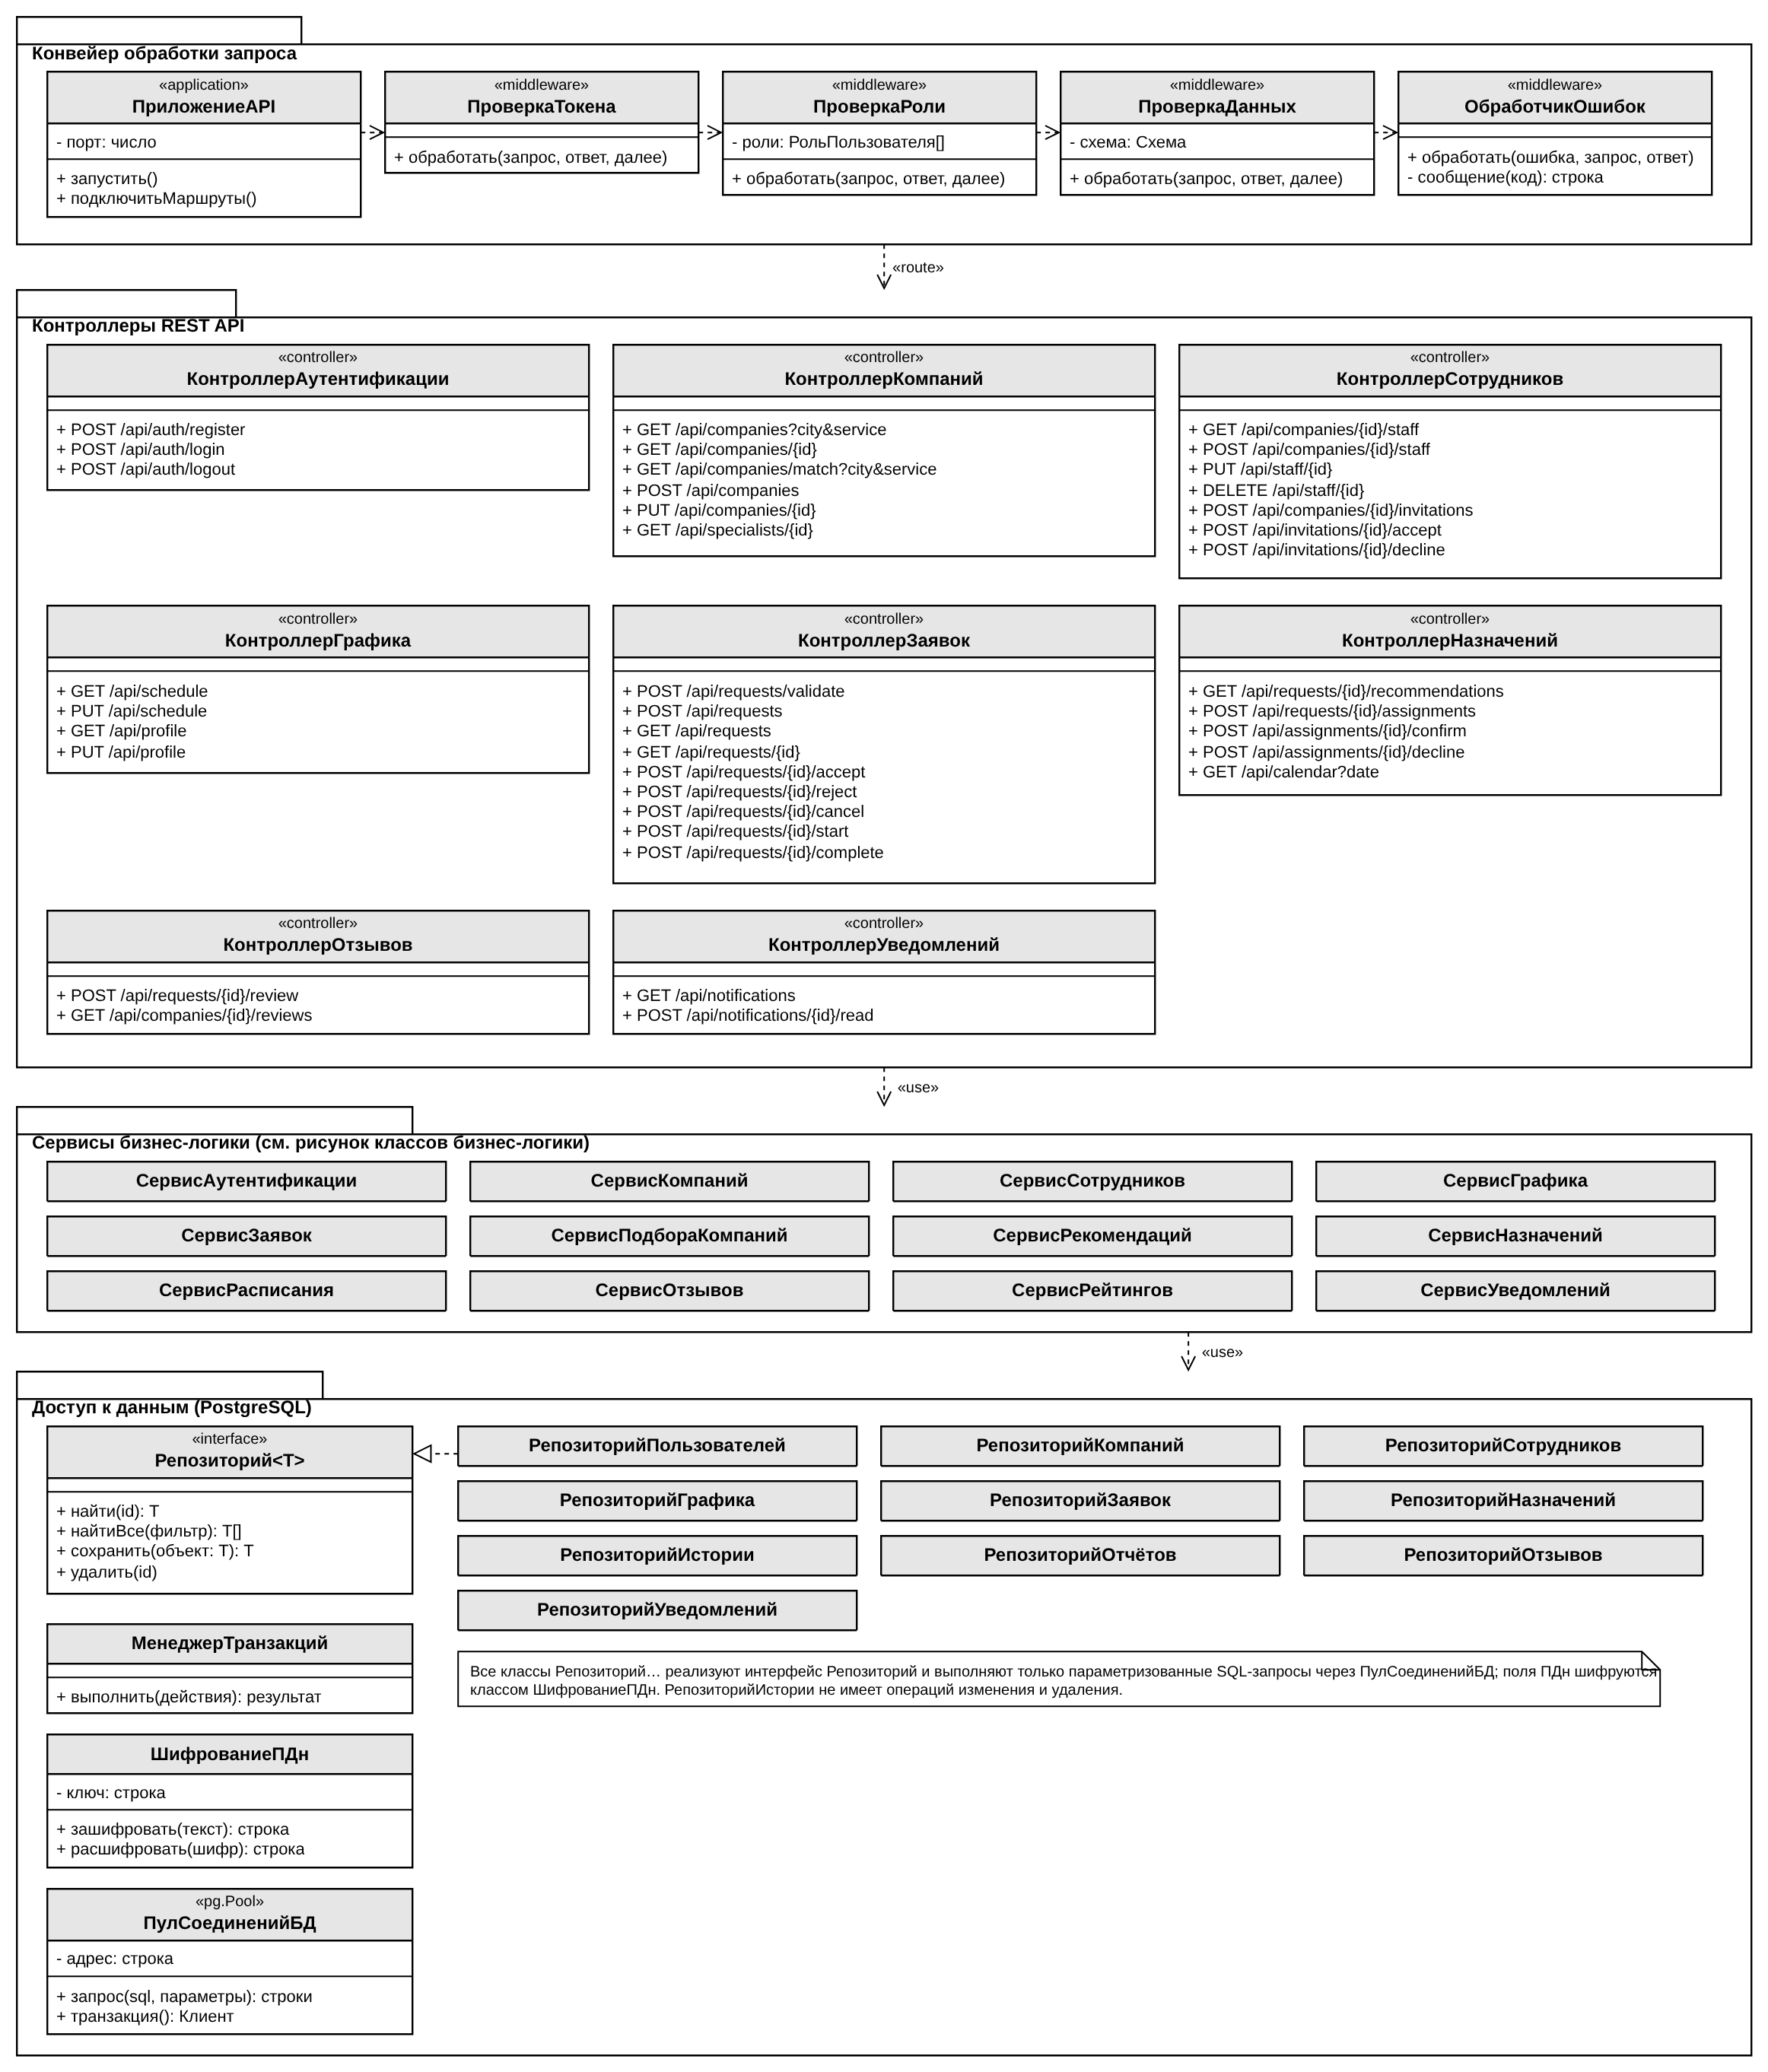 Конвейер обработки запроса
«application»
ПриложениеAPI
- порт: число
+ запустить()
+ подключитьМаршруты()
«middleware»
ПроверкаТокена
+ обработать(запрос, ответ, далее)
«middleware»
ПроверкаРоли
- роли: РольПользователя[]
+ обработать(запрос, ответ, далее)
«middleware»
ПроверкаДанных
- схема: Схема
+ обработать(запрос, ответ, далее)
«middleware»
ОбработчикОшибок
+ обработать(ошибка, запрос, ответ)
- сообщение(код): строка
«route»
Контроллеры REST API
«controller»
КонтроллерАутентификации
+ POST /api/auth/register
+ POST /api/auth/login
+ POST /api/auth/logout
«controller»
КонтроллерКомпаний
+ GET /api/companies?city&service
+ GET /api/companies/{id}
+ GET /api/companies/match?city&service
+ POST /api/companies
+ PUT /api/companies/{id}
+ GET /api/specialists/{id}
«controller»
КонтроллерСотрудников
+ GET /api/companies/{id}/staff
+ POST /api/companies/{id}/staff
+ PUT /api/staff/{id}
+ DELETE /api/staff/{id}
+ POST /api/companies/{id}/invitations
+ POST /api/invitations/{id}/accept
+ POST /api/invitations/{id}/decline
«controller»
КонтроллерГрафика
+ GET /api/schedule
+ PUT /api/schedule
+ GET /api/profile
+ PUT /api/profile
«controller»
КонтроллерЗаявок
+ POST /api/requests/validate
+ POST /api/requests
+ GET /api/requests
+ GET /api/requests/{id}
+ POST /api/requests/{id}/accept
+ POST /api/requests/{id}/reject
+ POST /api/requests/{id}/cancel
+ POST /api/requests/{id}/start
+ POST /api/requests/{id}/complete
«controller»
КонтроллерНазначений
+ GET /api/requests/{id}/recommendations
+ POST /api/requests/{id}/assignments
+ POST /api/assignments/{id}/confirm
+ POST /api/assignments/{id}/decline
+ GET /api/calendar?date
«controller»
КонтроллерОтзывов
+ POST /api/requests/{id}/review
+ GET /api/companies/{id}/reviews
«controller»
КонтроллерУведомлений
+ GET /api/notifications
+ POST /api/notifications/{id}/read
«use»
Сервисы бизнес-логики (см. рисунок классов бизнес-логики)
СервисАутентификации
СервисКомпаний
СервисСотрудников
СервисГрафика
СервисЗаявок
СервисПодбораКомпаний
СервисРекомендаций
СервисНазначений
СервисРасписания
СервисОтзывов
СервисРейтингов
СервисУведомлений
«use»
Доступ к данным (PostgreSQL)
«interface»
Репозиторий<T>
+ найти(id): T
+ найтиВсе(фильтр): T[]
+ сохранить(объект: T): T
+ удалить(id)
РепозиторийПользователей
РепозиторийКомпаний
РепозиторийСотрудников
РепозиторийГрафика
РепозиторийЗаявок
РепозиторийНазначений
РепозиторийИстории
РепозиторийОтчётов
РепозиторийОтзывов
РепозиторийУведомлений
МенеджерТранзакций
+ выполнить(действия): результат
Все классы Репозиторий… реализуют интерфейс Репозиторий и выполняют только параметризованные SQL-запросы через ПулСоединенийБД; поля ПДн шифруются
классом ШифрованиеПДн. РепозиторийИстории не имеет операций изменения и удаления.
ШифрованиеПДн
- ключ: строка
+ зашифровать(текст): строка
+ расшифровать(шифр): строка
«pg.Pool»
ПулСоединенийБД
- адрес: строка
+ запрос(sql, параметры): строки
+ транзакция(): Клиент